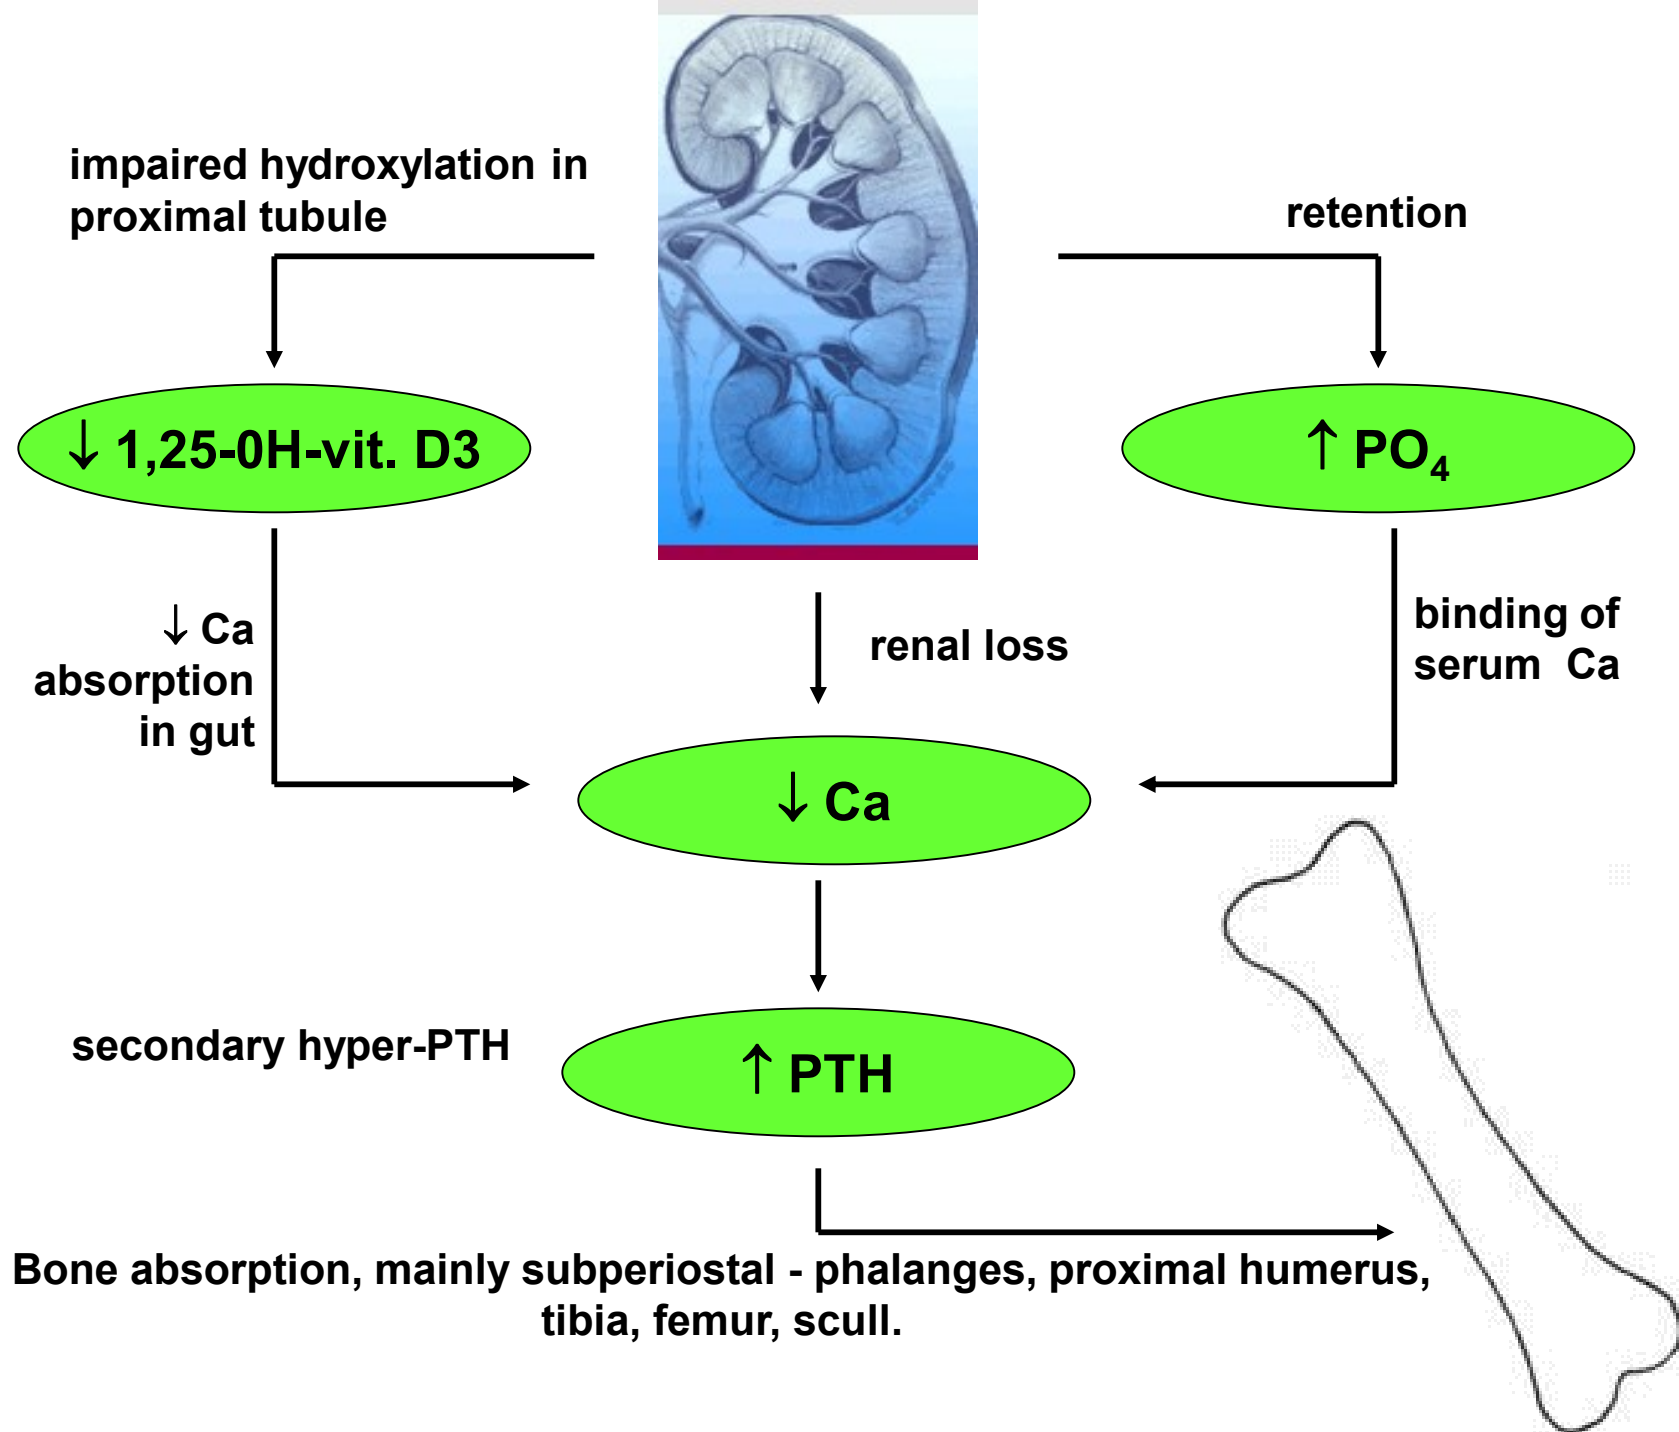 impaired hydroxylation in
proximal tubule
retention
↓ 1,25-0H-vit. D3
↑ PO₄
↓ Ca
absorption
in gut
renal loss
binding of
serum Ca
↓ Ca
secondary hyper-PTH
↑ PTH
Bone absorption, mainly subperiostal - phalanges, proximal humerus,
tibia, femur, scull.